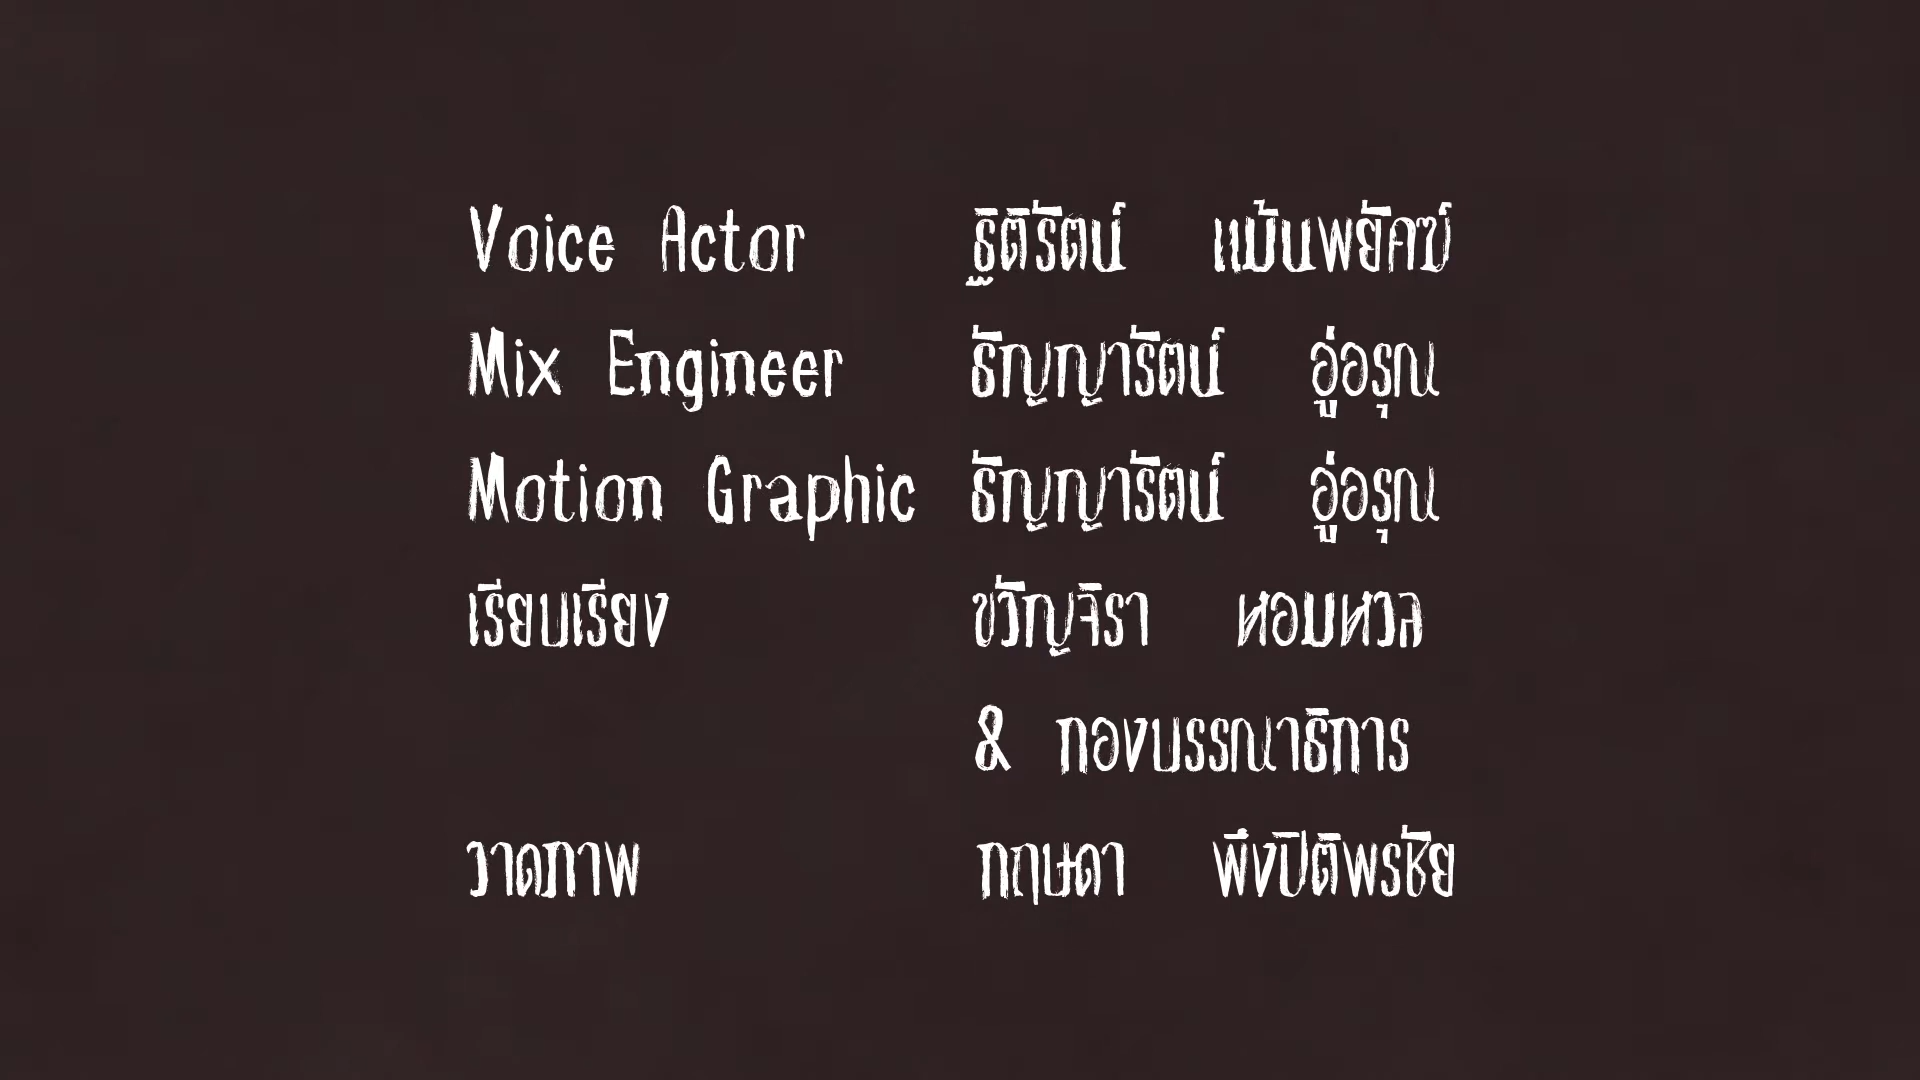 Voice Actor ฐิติรัตน์ แม้นพยัคฆ์
Mix Engineer ธัญญารัตน์ อู่อรุณ
Motion Graphic ธัญญารัตน์ อู่อรุณ
เรียบเรียง ขวัญจิรา หอมหวล
& กองบรรณาธิการ
วาดภาพ กฤษดา พึงปิติพรชัย